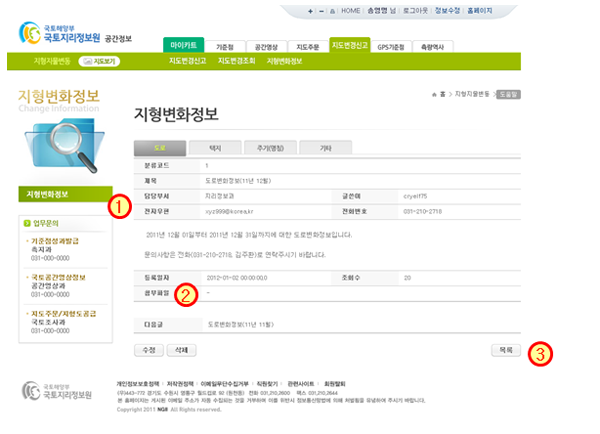 HOME | 송영명 님 | 로그아웃 | 정보수정 | 홈페이지
국토해양부
국토지리정보원 공간정보
마이카트 기준점 공간영상 지도주문 지도변경신고 GPS기준점 측량역사
지형지물변동 지도보기 지도변경신고 지도변경조회 지형변화정보
홈 > 지형지물변동 > 도움말
지형변화정보
Change Information
지형변화정보
도로 택지 주기(명칭) 기타
분류코드 1
제목 도로변화정보(11년 12월)
담당부서 지리정보과 글쓴이 cryeif75
전자우편 xyz999@korea.kr 전화번호 031-210-2718
2011년 12월 01일부터 2011년 12월 31일까지에 대한 도로변화정보입니다.
문의사항은 전화(031-210-2718, 김주환)로 연락주시기 바랍니다.
등록일자 2012-01-02 00:00:00.0 조회수 20
첨부파일 -
다음글 도로변화정보(11년 11월)
수정 삭제 목록
지형변화정보
업무문의
기준점성과발급
측지과
031-000-0000
국토공간영상정보
공간영상과
031-000-0000
지도주문/지형도공급
국토조사과
031-000-0000
1
2
3
국토해양부
국토지리정보원
개인정보보호정책 | 저작권정책 | 이메일무단수집거부 | 직원찾기 | 관련사이트 | 회원탈퇴
(우)443-772 경기도 수원시 영통구 월드컵로 92 (원천동) 전화 031.210.2600 팩스 031.210.2644
본 홈페이지는 게시된 이메일 주소가 자동 수집되는 것을 거부하며 이를 위반시 정보통신망법에 의해 처벌됨을 유념하여 주시기 바랍니다.
Copyright 2011 NGII All Rights reserved.